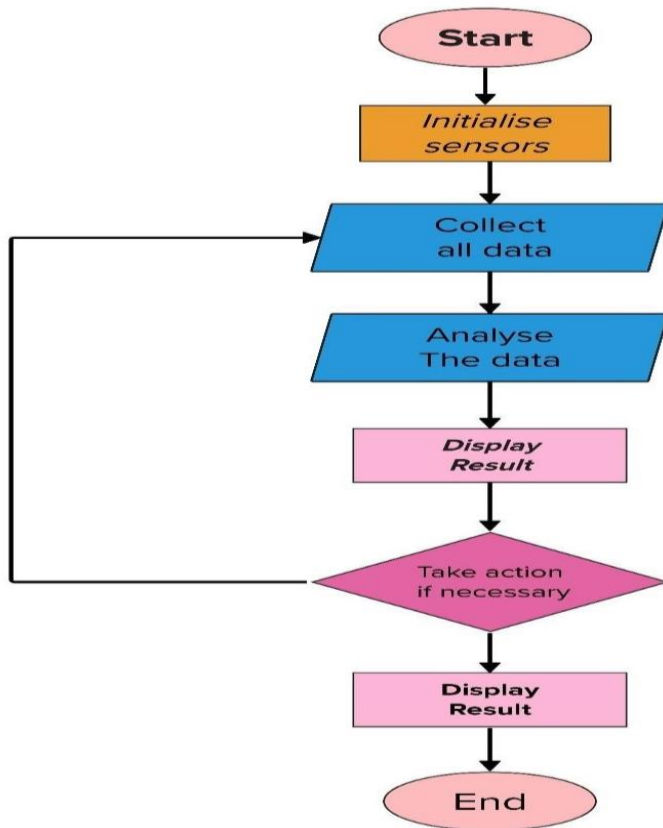 Start
Initialise
sensors
Collect
all data
Analyse
The data
Display
Result
Take action
if necessary
Display
Result
End